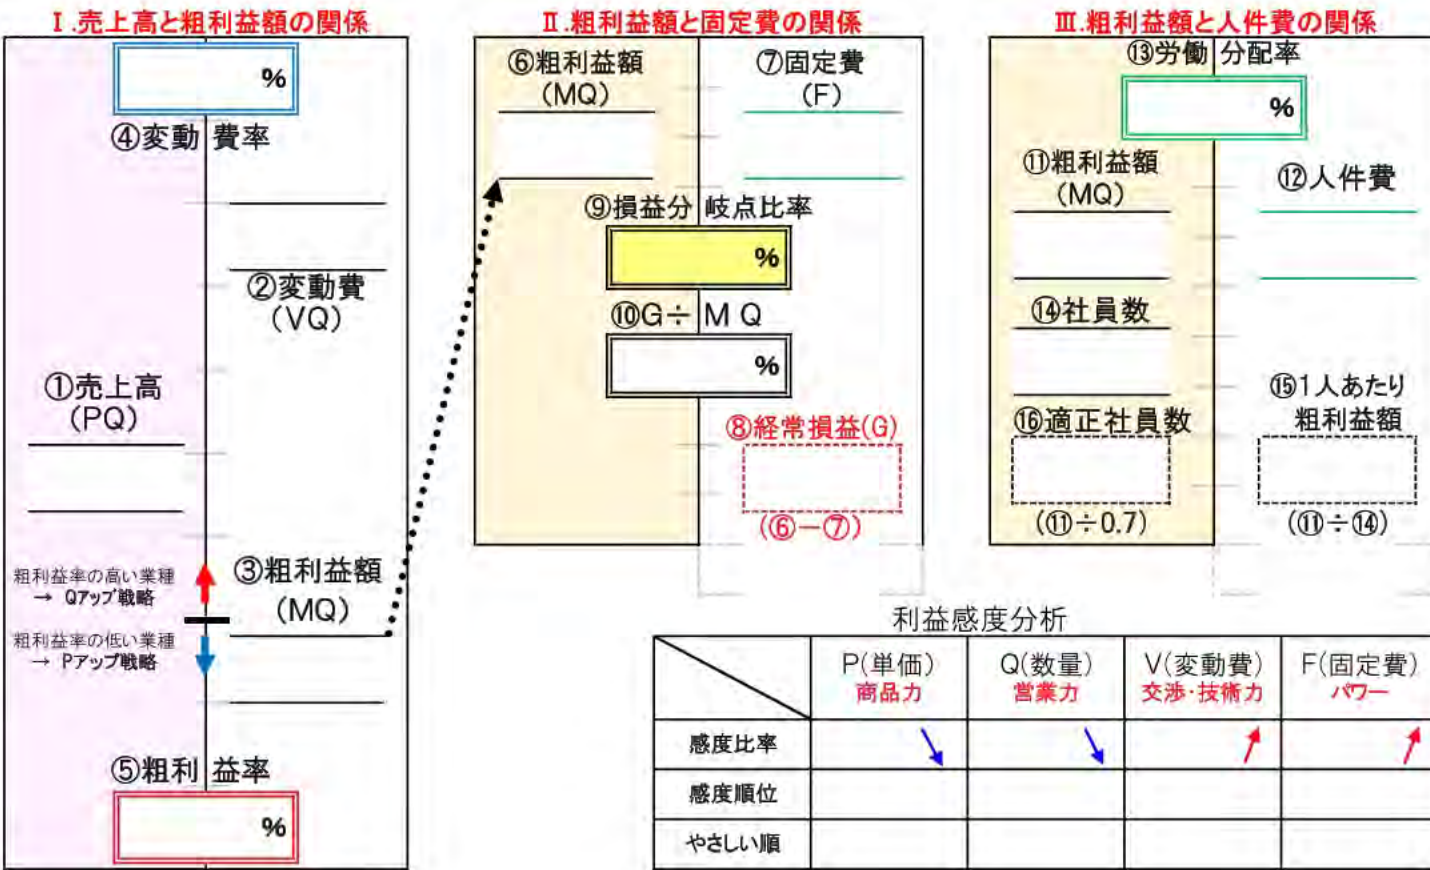 Ⅰ.売上高と粗利益額の関係
%
④変動費率
②変動費
(VQ)
①売上高
(PQ)
粗利益率の高い業種
→ Qアップ戦略
粗利益率の低い業種
→ Pアップ戦略
③粗利益額
(MQ)
⑤粗利益率
%
Ⅱ.粗利益額と固定費の関係
⑥粗利益額
(MQ)
⑦固定費
(F)
⑨損益分岐点比率
%
⑩G÷MQ
%
⑧経常損益(G)
(⑥-⑦)
Ⅲ.粗利益額と人件費の関係
⑬労働分配率
%
⑪粗利益額
(MQ)
⑫人件費
⑭社員数
⑮1人あたり
粗利益額
⑯適正社員数
(⑪÷0.7)
(⑪÷⑭)
利益感度分析
P(単価) Q(数量) V(変動費) F(固定費)
商品力 営業力 交渉・技術力 パワー
感度比率
感度順位
やさしい順